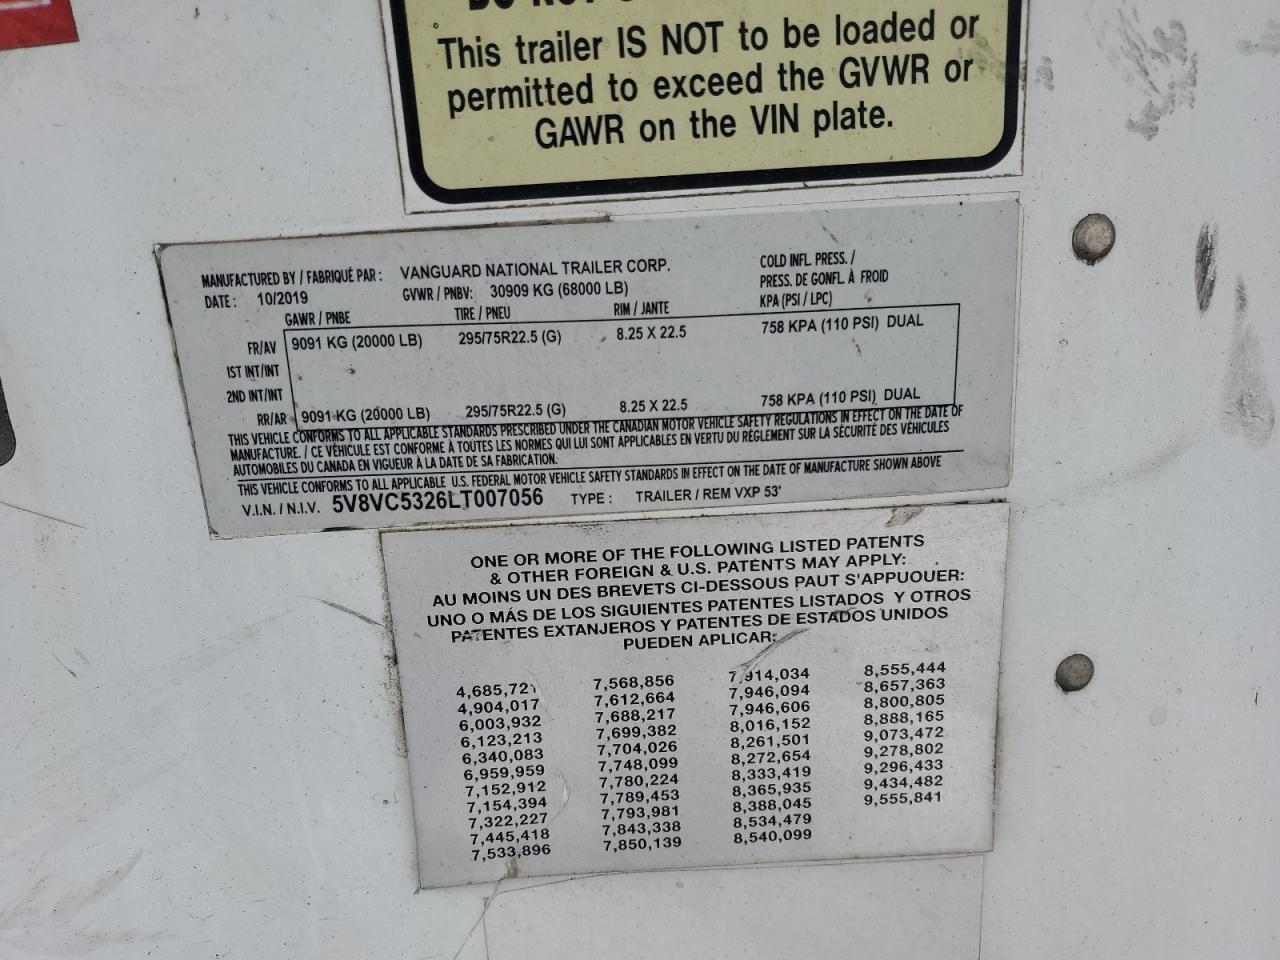 This trailer IS NOT to be loaded or
permitted to exceed the GVWR or
GAWR on the VIN plate.
MANUFACTURED BY / FABRIQUÉ PAR : VANGUARD NATIONAL TRAILER CORP.
DATE : 10/2019 GVWR / PNBV: 30909 KG (68000 LB)
COLD INFL. PRESS. /
PRESS. DE GONFL. À FROID
KPA (PSI / LPC)
GAWR / PNBE TIRE / PNEU RIM / JANTE
FR/AV 9091 KG (20000 LB) 295/75R22.5 (G) 8.25 X 22.5 758 KPA (110 PSI) DUAL
1ST INT/INT
2ND INT/INT
RR/AR 9091 KG (20000 LB) 295/75R22.5 (G) 8.25 X 22.5 758 KPA (110 PSI) DUAL
THIS VEHICLE CONFORMS TO ALL APPLICABLE STANDARDS PRESCRIBED UNDER THE CANADIAN MOTOR VEHICLE SAFETY REGULATIONS IN EFFECT ON THE DATE OF
MANUFACTURE. / CE VÉHICULE EST CONFORME À TOUTES LES NORMES QUI LUI SONT APPLICABLES EN VERTU DU RÈGLEMENT SUR LA SÉCURITÉ DES VÉHICULES
AUTOMOBILES DU CANADA EN VIGUEUR À LA DATE DE SA FABRICATION.
THIS VEHICLE CONFORMS TO ALL APPLICABLE U.S. FEDERAL MOTOR VEHICLE SAFETY STANDARDS IN EFFECT ON THE DATE OF MANUFACTURE SHOWN ABOVE
V.I.N. / N.I.V. 5V8VC5326LT007056 TYPE : TRAILER / REM VXP 53'
ONE OR MORE OF THE FOLLOWING LISTED PATENTS
& OTHER FOREIGN & U.S. PATENTS MAY APPLY:
AU MOINS UN DES BREVETS CI-DESSOUS PAUT S'APPUOUER:
UNO O MÁS DE LOS SIGUIENTES PATENTES LISTADOS Y OTROS
PATENTES EXTANJEROS Y PATENTES DE ESTADOS UNIDOS
PUEDEN APLICAR:
4,685,721 7,568,856 7,914,034 8,555,444
4,904,017 7,612,664 7,946,094 8,657,363
6,003,932 7,688,217 7,946,606 8,800,805
6,123,213 7,699,382 8,016,152 8,888,165
6,340,083 7,704,026 8,261,501 9,073,472
6,959,959 7,748,099 8,272,654 9,278,802
7,152,912 7,780,224 8,333,419 9,296,433
7,154,394 7,789,453 8,365,935 9,434,482
7,322,227 7,793,981 8,388,045 9,555,841
7,445,418 7,843,338 8,534,479
7,533,896 7,850,139 8,540,099